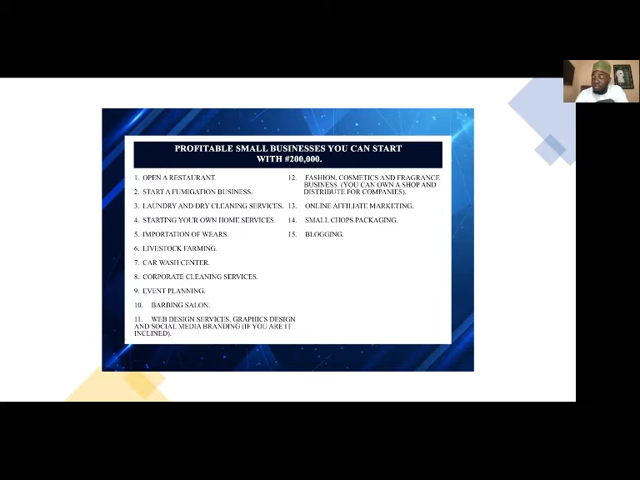 PROFITABLE SMALL BUSINESSES YOU CAN START
WITH #200,000.
1. OPEN A RESTAURANT.
2. START A FUMIGATION BUSINESS.
3. LAUNDRY AND DRY CLEANING SERVICES.
4. STARTING YOUR OWN HOME SERVICES.
5. IMPORTATION OF WEARS.
6. LIVESTOCK FARMING.
7. CAR WASH CENTER.
8. CORPORATE CLEANING SERVICES.
9. EVENT PLANNING.
10. BARBING SALON.
11. WEB DESIGN SERVICES, GRAPHICS DESIGN
AND SOCIAL MEDIA BRANDING (IF YOU ARE IT
INCLINED).
12. FASHION, COSMETICS AND FRAGRANCE
BUSINESS. (YOU CAN OWN A SHOP AND
DISTRIBUTE FOR COMPANIES).
13. ONLINE AFFILIATE MARKETING.
14. SMALL CHOPS PACKAGING.
15. BLOGGING.